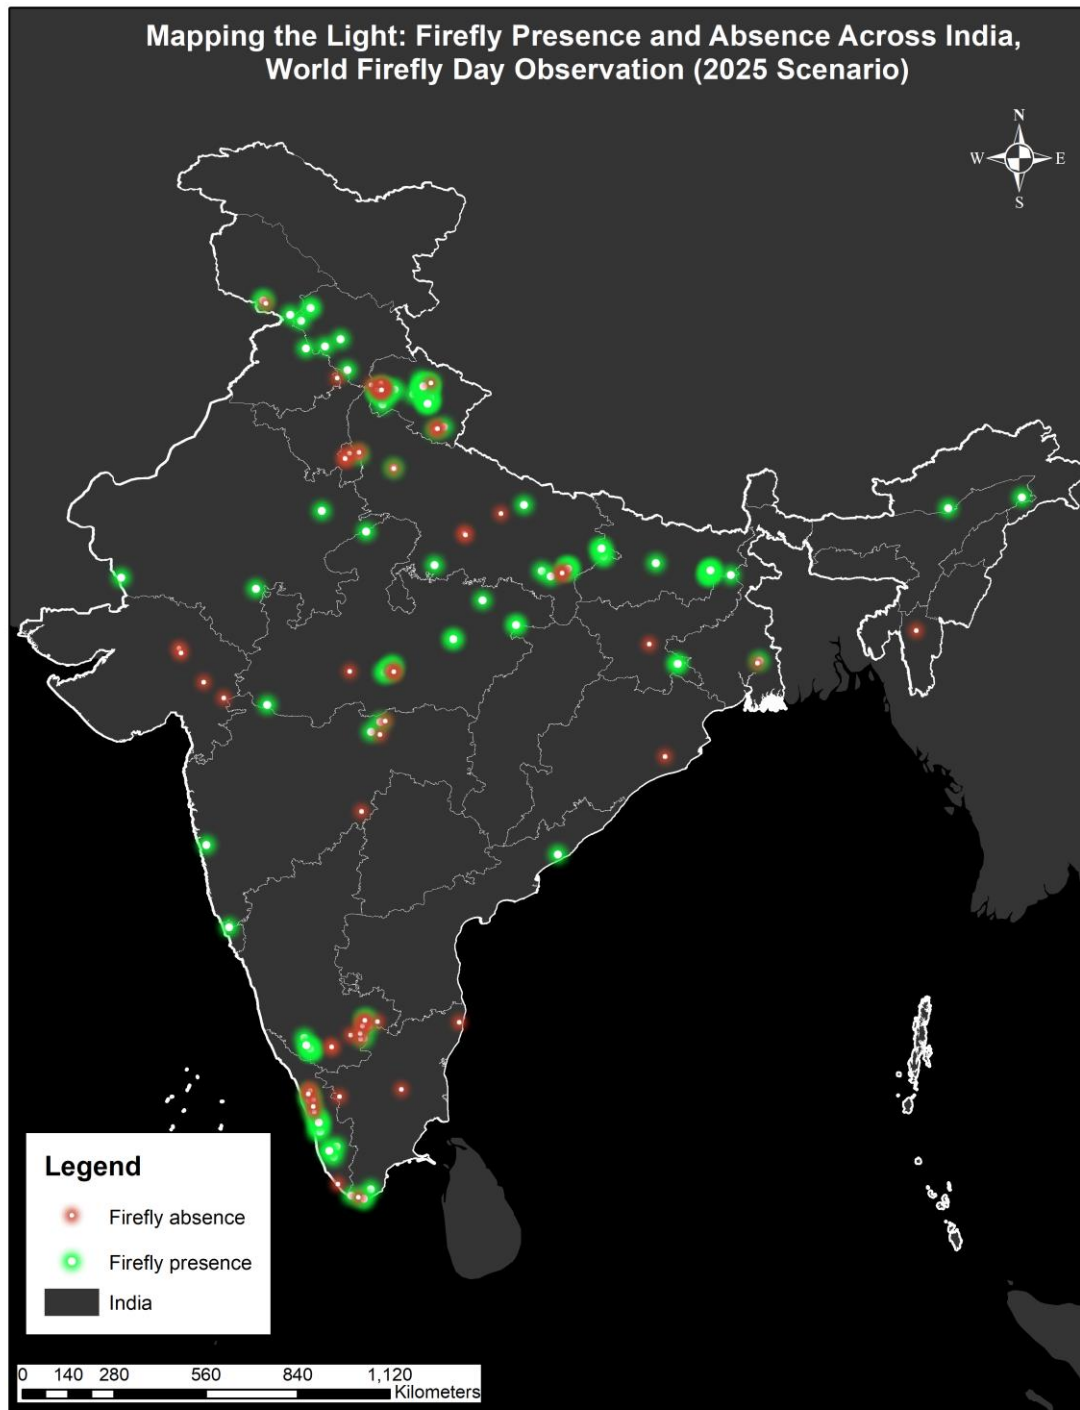 Mapping the Light: Firefly Presence and Absence Across India,
World Firefly Day Observation (2025 Scenario)
N
W E
S
Legend
Firefly absence
Firefly presence
India
0 140 280 560 840 1,120
Kilometers